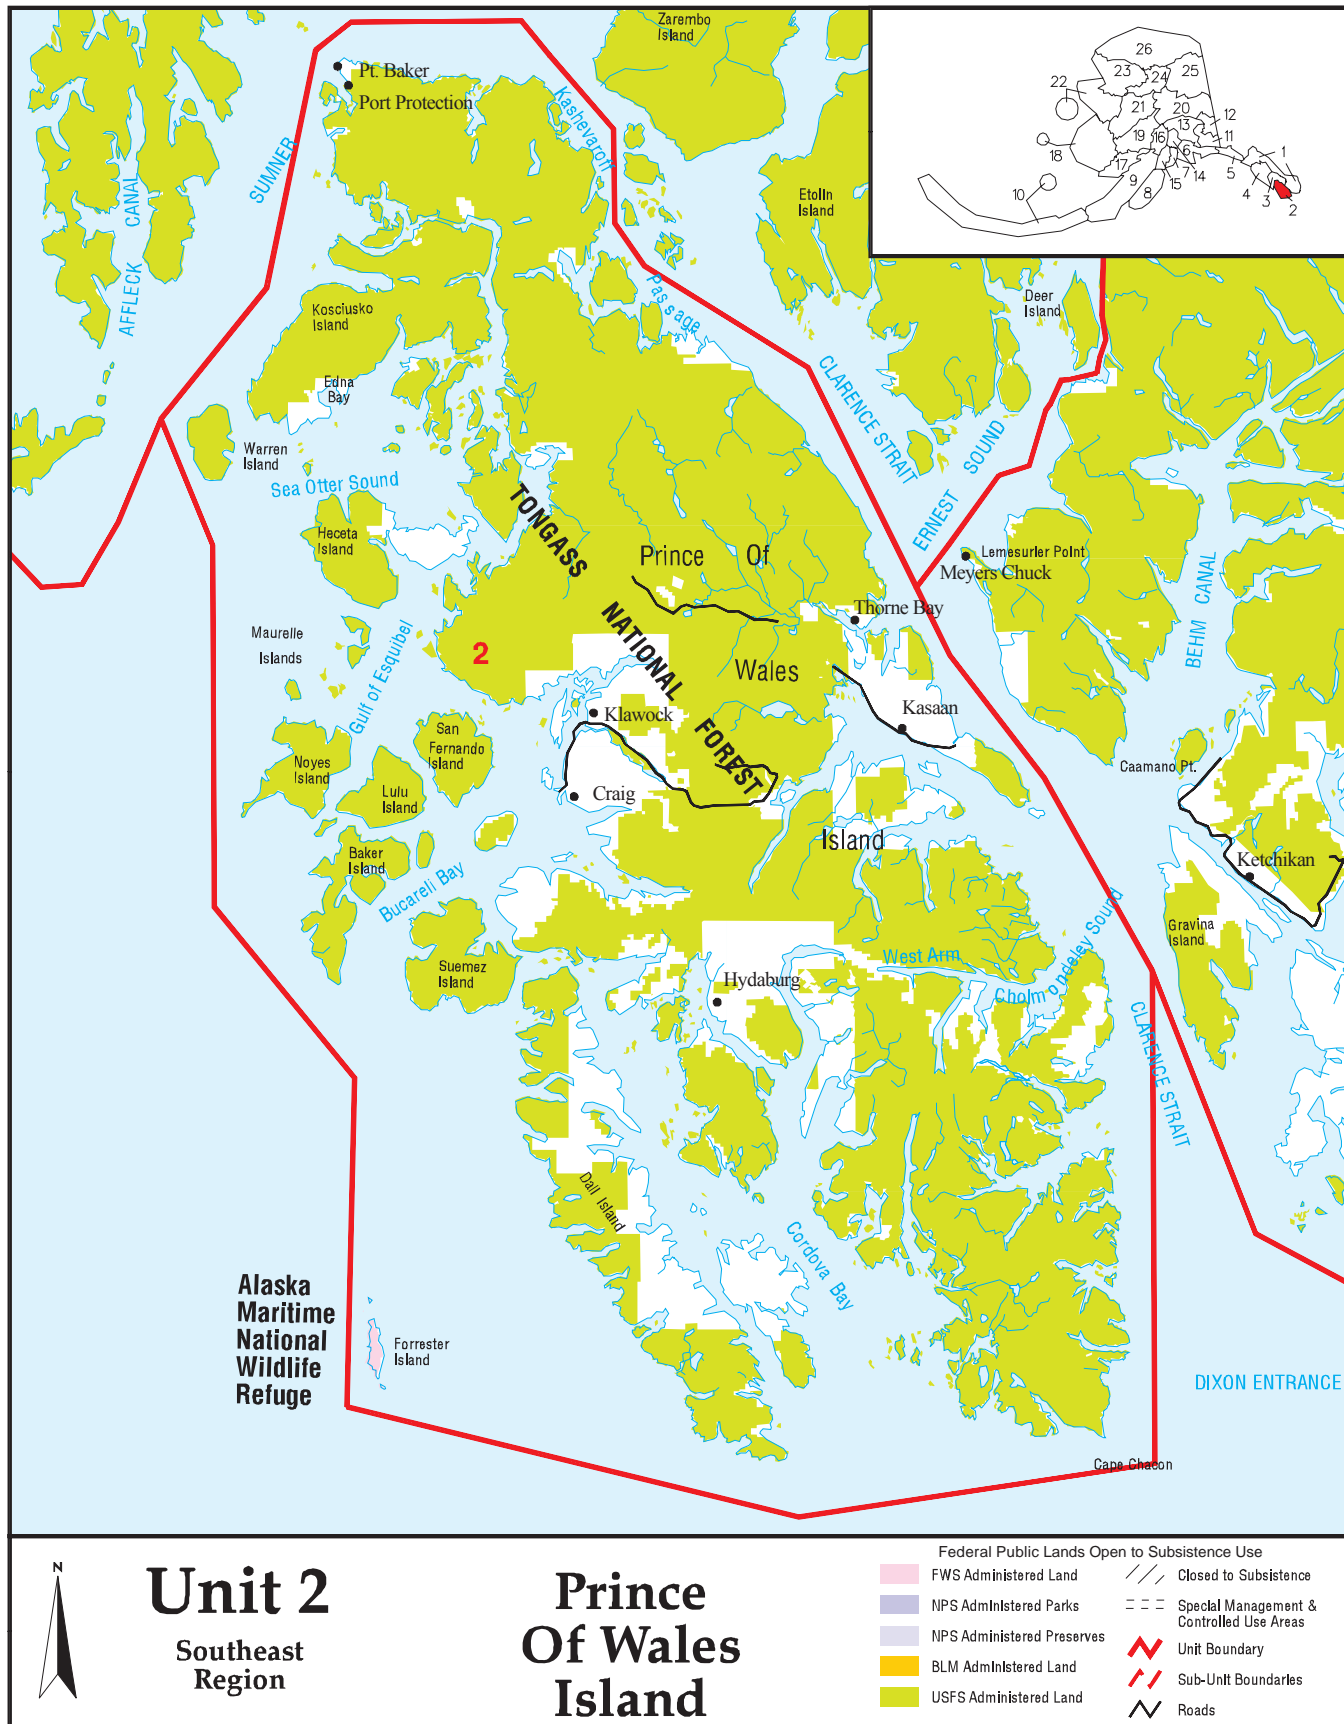 Zarembo
Island
Pt. Baker
Port Protection
Kashevarof
Passage
SUMNER
AFFLECK CANAL
Etolin
Island
Deer
Island
Kosciusko
Island
Edna
Bay
Warren
Island
Sea Otter Sound
Heceta
Island
CLARENCE STRAIT
ERNEST SOUND
Lemesurier Point
Meyers Chuck
BEHM CANAL
TONGASS
NATIONAL
FOREST
Prince Of
Wales
Island
Thorne Bay
Maurelle
Islands
Gulf of Esquibel
2
Klawock
Kasaan
San
Fernando
Island
Noyes
Island
Lulu
Island
Craig
Caamano Pt.
Ketchikan
Baker
Island
Bucareli Bay
Gravina
Island
Suemez
Island
West Arm
Cholmondeley Sound
Hydaburg
CLARENCE STRAIT
Dall Island
Cordova Bay
Alaska
Maritime
National
Wildlife
Refuge
Forrester
Island
DIXON ENTRANCE
Cape Chacon
26
23
24
25
22
21
20
12
13
11
19
16
18
17
6
7
14
15
9
8
10
5
4
3
1
2
N
Unit 2
Southeast
Region
Prince
Of Wales
Island
Federal Public Lands Open to Subsistence Use
FWS Administered Land
NPS Administered Parks
NPS Administered Preserves
BLM Administered Land
USFS Administered Land
Closed to Subsistence
Special Management &
Controlled Use Areas
Unit Boundary
Sub-Unit Boundaries
Roads